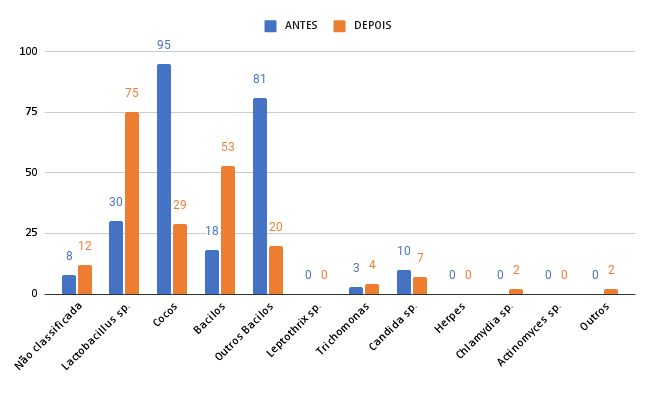 ANTES DEPOIS
100
75
50
25
0
8 12 30 75 95 29 18 53 81 20 0 0 3 4 10 7 0 0 0 2 0 0 0 2
Não classificada
Lactobacillus sp.
Cocos
Bacilos
Outros Bacilos
Leptothrix sp.
Trichomonas
Candida sp.
Herpes
Chlamydia sp.
Actinomyces sp.
Outros